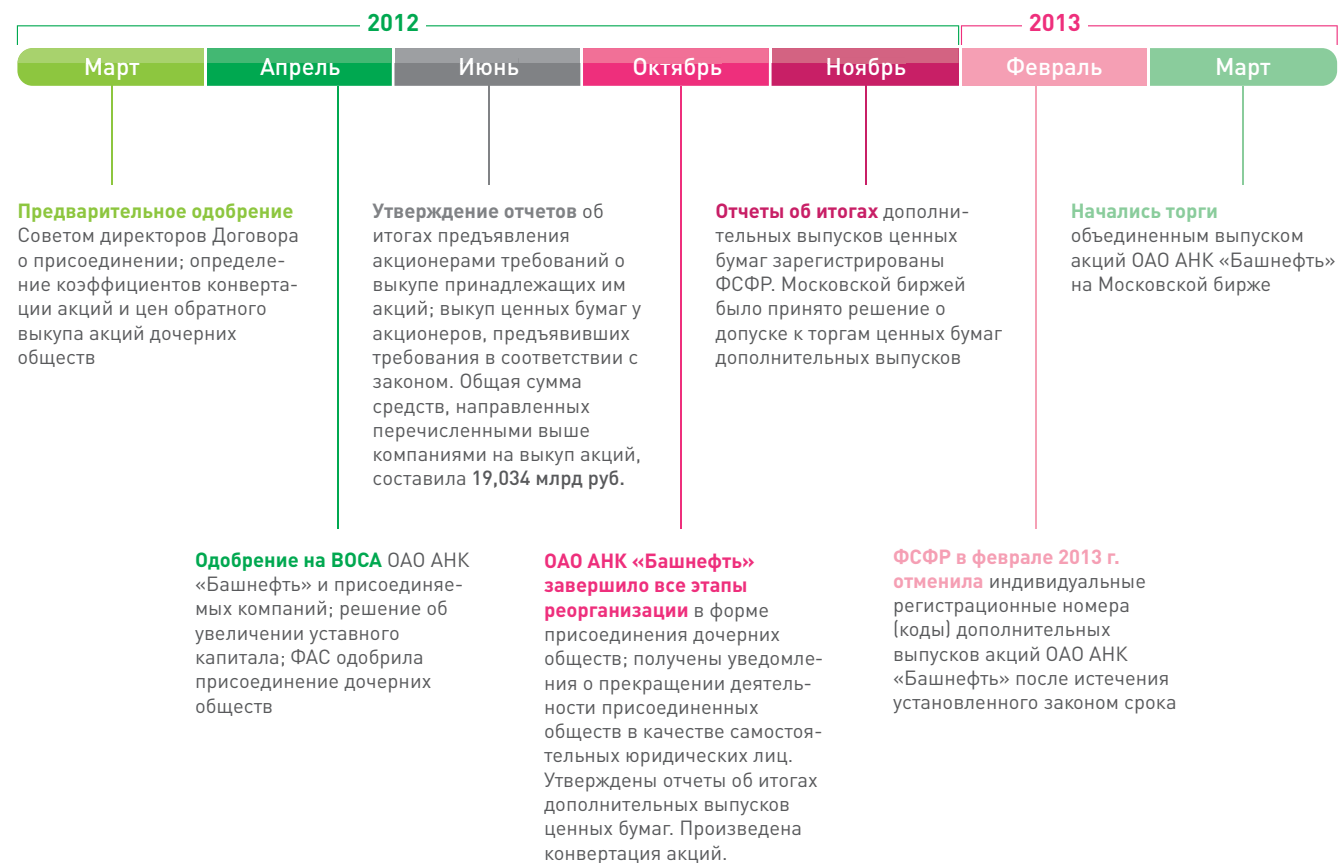 2012
2013
Март
Апрель
Июнь
Октябрь
Ноябрь
Февраль
Март
Предварительное одобрение
Советом директоров Договора
о присоединении; определе-
ние коэффициентов конверта-
ции акций и цен обратного
выкупа акций дочерних
обществ
Утверждение отчетов об
итогах предъявления
акционерами требований о
выкупе принадлежащих им
акций; выкуп ценных бумаг у
акционеров, предъявивших
требования в соответствии с
законом. Общая сумма
средств, направленных
перечисленными выше
компаниями на выкуп акций,
составила 19,034 млрд руб.
Отчеты об итогах дополни-
тельных выпусков ценных
бумаг зарегистрированы
ФСФР. Московской биржей
было принято решение о
допуске к торгам ценных бумаг
дополнительных выпусков
Начались торги
объединенным выпуском
акций ОАО АНК «Башнефть»
на Московской бирже
Одобрение на ВОСА ОАО АНК
«Башнефть» и присоединяе-
мых компаний; решение об
увеличении уставного
капитала; ФАС одобрила
присоединение дочерних
обществ
ОАО АНК «Башнефть»
завершило все этапы
реорганизации в форме
присоединения дочерних
обществ; получены уведомле-
ния о прекращении деятель-
ности присоединенных
обществ в качестве самостоя-
тельных юридических лиц.
Утверждены отчеты об итогах
дополнительных выпусков
ценных бумаг. Произведена
конвертация акций.
ФСФР в феврале 2013 г.
отменила индивидуальные
регистрационные номера
(коды) дополнительных
выпусков акций ОАО АНК
«Башнефть» после истечения
установленного законом срока